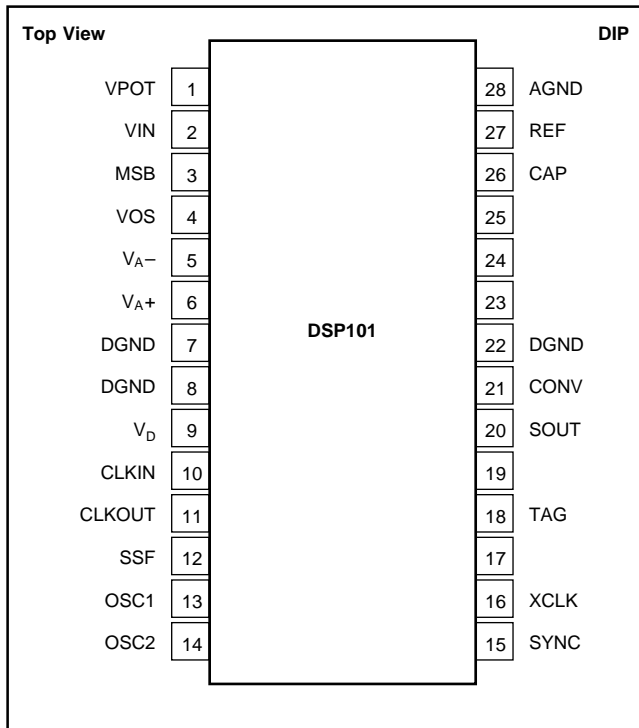 Top View DIP
VPOT 1 28 AGND
VIN 2 27 REF
MSB 3 26 CAP
VOS 4 25
VA– 5 24
VA+ 6 23
DSP101
DGND 7 22 DGND
DGND 8 21 CONV
VD 9 20 SOUT
CLKIN 10 19
CLKOUT 11 18 TAG
SSF 12 17
OSC1 13 16 XCLK
OSC2 14 15 SYNC